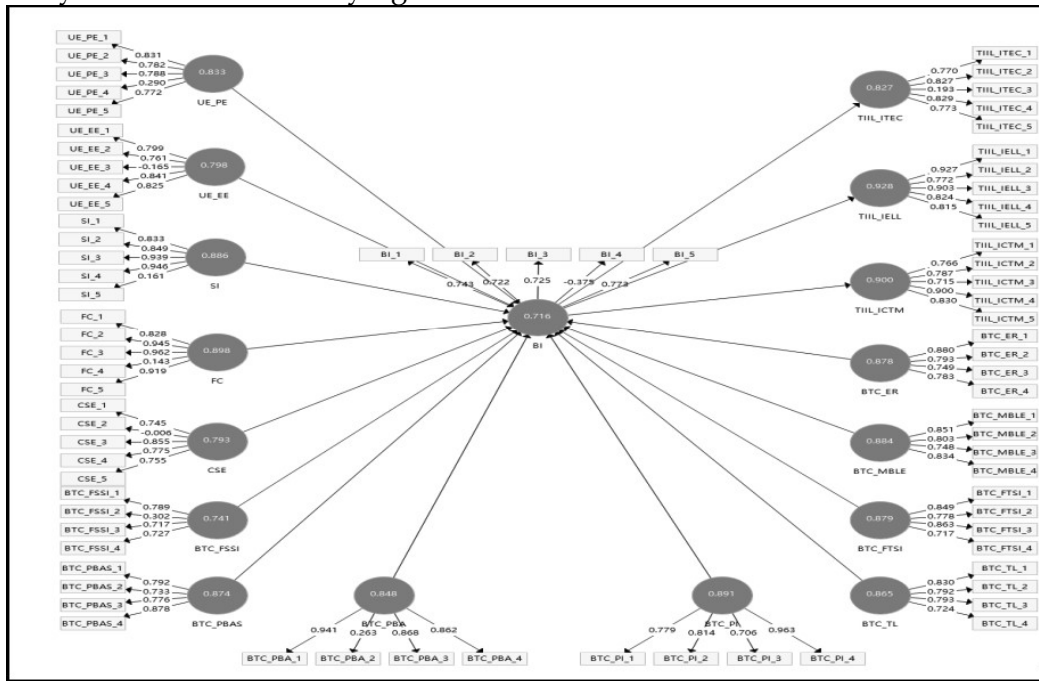 UE_PE_1
UE_PE_2
UE_PE_3
UE_PE_4
UE_PE_5
0.831
0.782
0.788
0.290
0.772
0.833
UE_PE
UE_EE_1
UE_EE_2
UE_EE_3
UE_EE_4
UE_EE_5
0.799
0.761
-0.165
0.841
0.825
0.798
UE_EE
SI_1
SI_2
SI_3
SI_4
SI_5
0.833
0.849
0.939
0.946
0.161
0.886
SI
FC_1
FC_2
FC_3
FC_4
FC_5
0.828
0.945
0.962
0.143
0.919
0.898
FC
CSE_1
CSE_2
CSE_3
CSE_4
CSE_5
0.745
-0.006
0.855
0.775
0.755
0.793
CSE
BTC_FSSI_1
BTC_FSSI_2
BTC_FSSI_3
BTC_FSSI_4
0.789
0.302
0.717
0.727
0.741
BTC_FSSI
BTC_PBAS_1
BTC_PBAS_2
BTC_PBAS_3
BTC_PBAS_4
0.792
0.733
0.776
0.878
0.874
BTC_PBAS
BI_1
BI_2
BI_3
BI_4
BI_5
0.743
0.722
0.725
-0.375
0.773
0.716
BI
0.848
BTC_PBA
0.941
0.263
0.868
0.862
BTC_PBA_1
BTC_PBA_2
BTC_PBA_3
BTC_PBA_4
0.891
BTC_PI
0.779
0.814
0.706
0.963
BTC_PI_1
BTC_PI_2
BTC_PI_3
BTC_PI_4
0.827
TIIL_ITEC
0.770
0.827
0.193
0.829
0.773
TIIL_ITEC_1
TIIL_ITEC_2
TIIL_ITEC_3
TIIL_ITEC_4
TIIL_ITEC_5
0.928
TIIL_IELL
0.927
0.772
0.903
0.824
0.815
TIIL_IELL_1
TIIL_IELL_2
TIIL_IELL_3
TIIL_IELL_4
TIIL_IELL_5
0.900
TIIL_ICTM
0.766
0.787
0.715
0.900
0.830
TIIL_ICTM_1
TIIL_ICTM_2
TIIL_ICTM_3
TIIL_ICTM_4
TIIL_ICTM_5
0.878
BTC_ER
0.880
0.793
0.749
0.783
BTC_ER_1
BTC_ER_2
BTC_ER_3
BTC_ER_4
0.884
BTC_MBLE
0.851
0.803
0.748
0.834
BTC_MBLE_1
BTC_MBLE_2
BTC_MBLE_3
BTC_MBLE_4
0.879
BTC_FTSI
0.849
0.778
0.863
0.717
BTC_FTSI_1
BTC_FTSI_2
BTC_FTSI_3
BTC_FTSI_4
0.865
BTC_TL
0.830
0.792
0.793
0.724
BTC_TL_1
BTC_TL_2
BTC_TL_3
BTC_TL_4